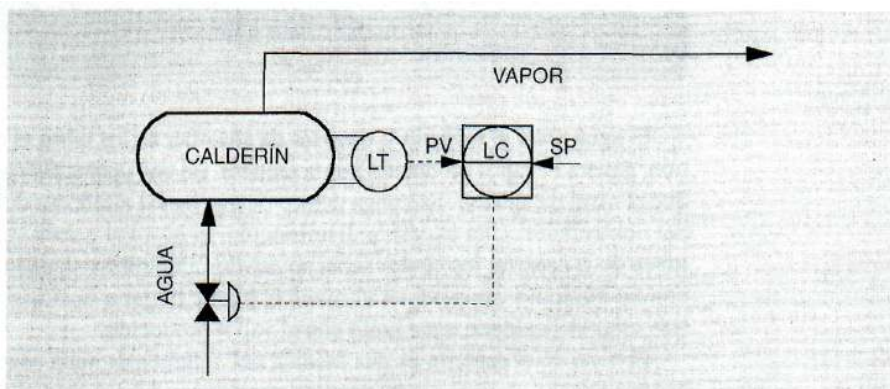 VAPOR
CALDERÍN
LT
PV
LC
SP
AGUA